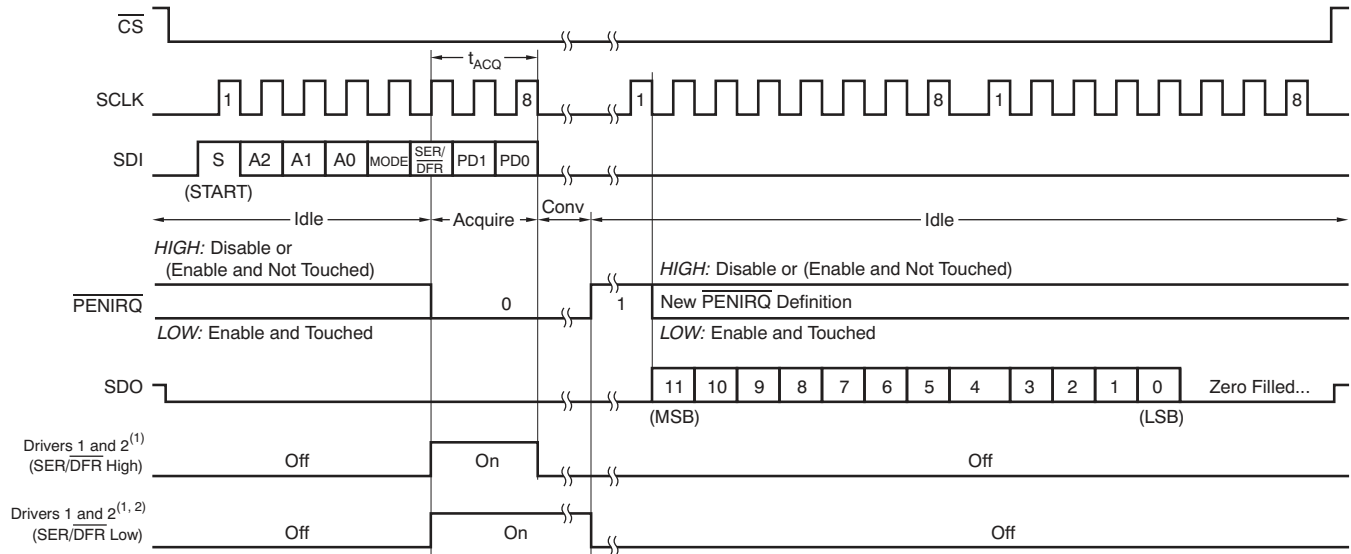 CS
tACQ
SCLK 1 8 1 8 1 8
SDI S A2 A1 A0 MODE SER/DFR PD1 PD0
(START)
Idle Acquire Conv Idle
HIGH: Disable or
(Enable and Not Touched)
HIGH: Disable or (Enable and Not Touched)
PENIRQ 0 1 New PENIRQ Definition
LOW: Enable and Touched LOW: Enable and Touched
SDO 11 10 9 8 7 6 5 4 3 2 1 0 Zero Filled...
(MSB) (LSB)
Drivers 1 and 2(1)
(SER/DFR High) Off On Off
Drivers 1 and 2(1, 2)
(SER/DFR Low) Off On Off